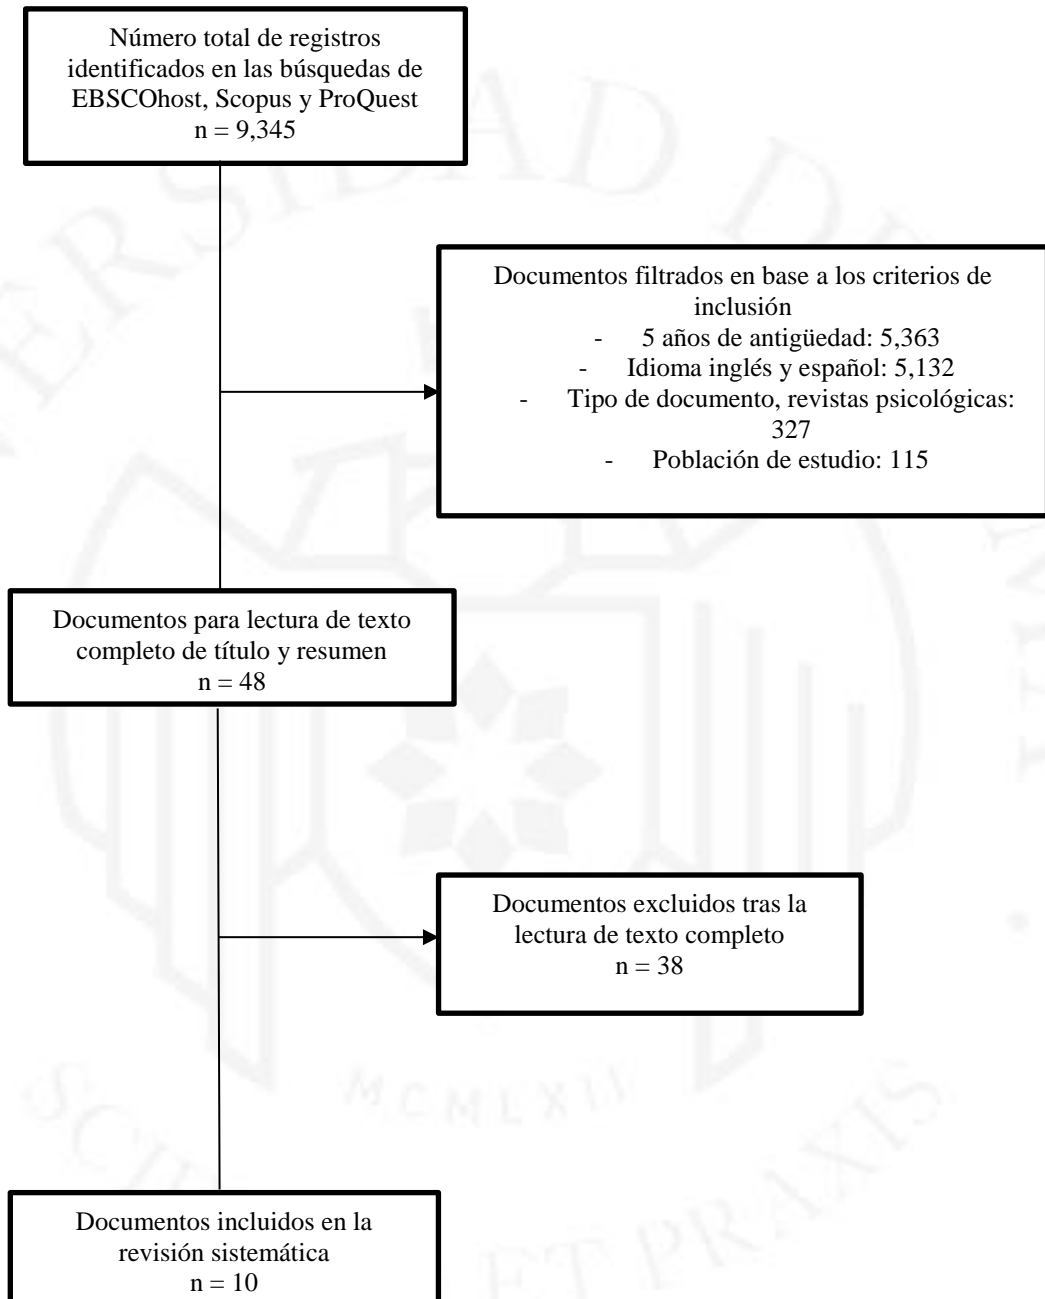 Número total de registros
identificados en las búsquedas de
EBSCOhost, Scopus y ProQuest
n = 9,345
Documentos filtrados en base a los criterios de
inclusión
- 5 años de antigüedad: 5,363
- Idioma inglés y español: 5,132
- Tipo de documento, revistas psicológicas:
327
- Población de estudio: 115
Documentos para lectura de texto
completo de título y resumen
n = 48
Documentos excluidos tras la
lectura de texto completo
n = 38
MCMLXII
Documentos incluidos en la
revisión sistemática
n = 10
ET PRAXIS